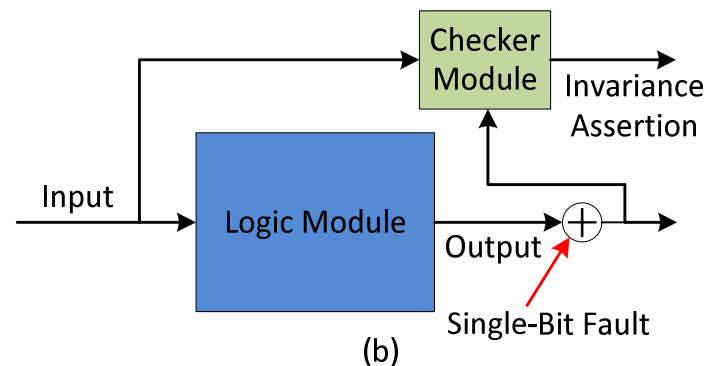 Checker
Module
Invariance
Assertion
Input
Logic Module
Output
Single-Bit Fault
(b)